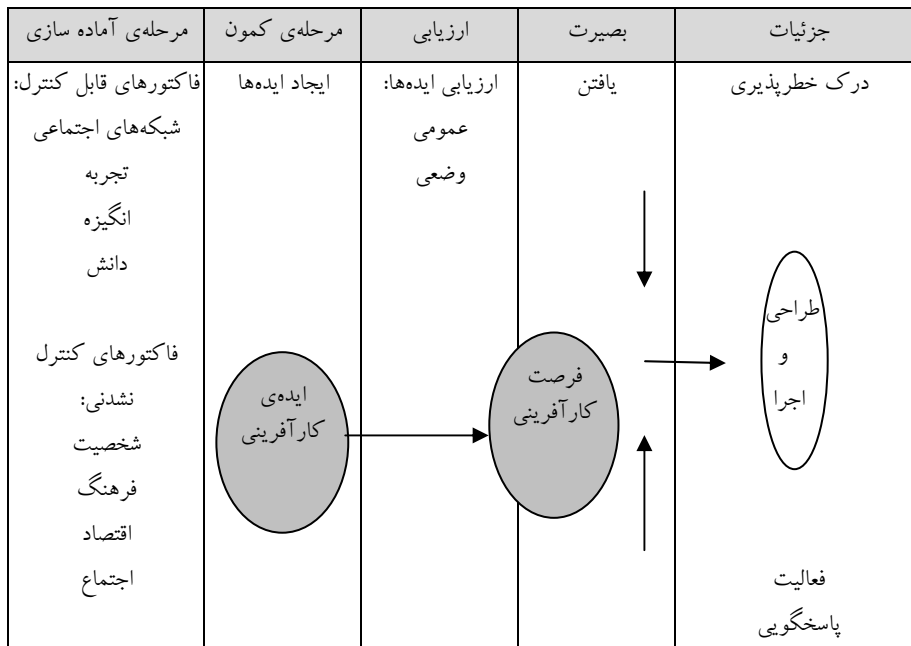 مرحله‌ی آماده سازی
مرحله‌ی کمون
ارزیابی
بصیرت
جزئیات
فاکتورهای قابل کنترل:
شبکه‌های اجتماعی
تجربه
انگیزه
دانش
فاکتورهای کنترل
نشدنی:
شخصیت
فرهنگ
اقتصاد
اجتماع
ایجاد ایده‌ها
ایده‌ی
کارآفرینی
ارزیابی ایده‌ها:
عمومی
وضعی
یافتن
فرصت
کارآفرینی
درک خطرپذیری
طراحی
و
اجرا
فعالیت
پاسخگویی